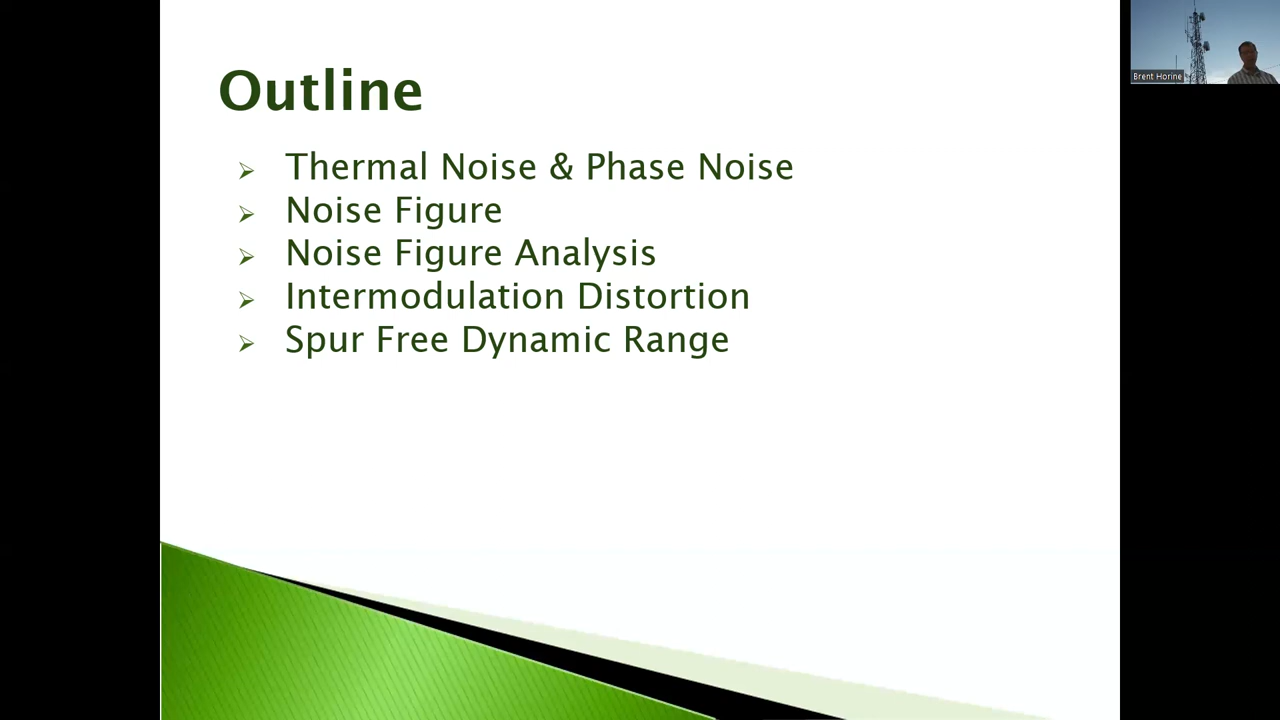 Outline
Thermal Noise & Phase Noise
Noise Figure
Noise Figure Analysis
Intermodulation Distortion
Spur Free Dynamic Range
Brent Horine